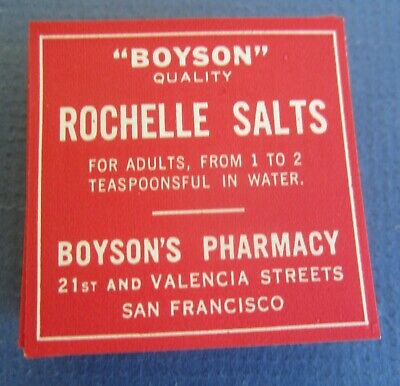 "BOYSON"
QUALITY
ROCHELLE SALTS
FOR ADULTS, FROM 1 TO 2
TEASPOONSFUL IN WATER.
BOYSON'S PHARMACY
21ST AND VALENCIA STREETS
SAN FRANCISCO